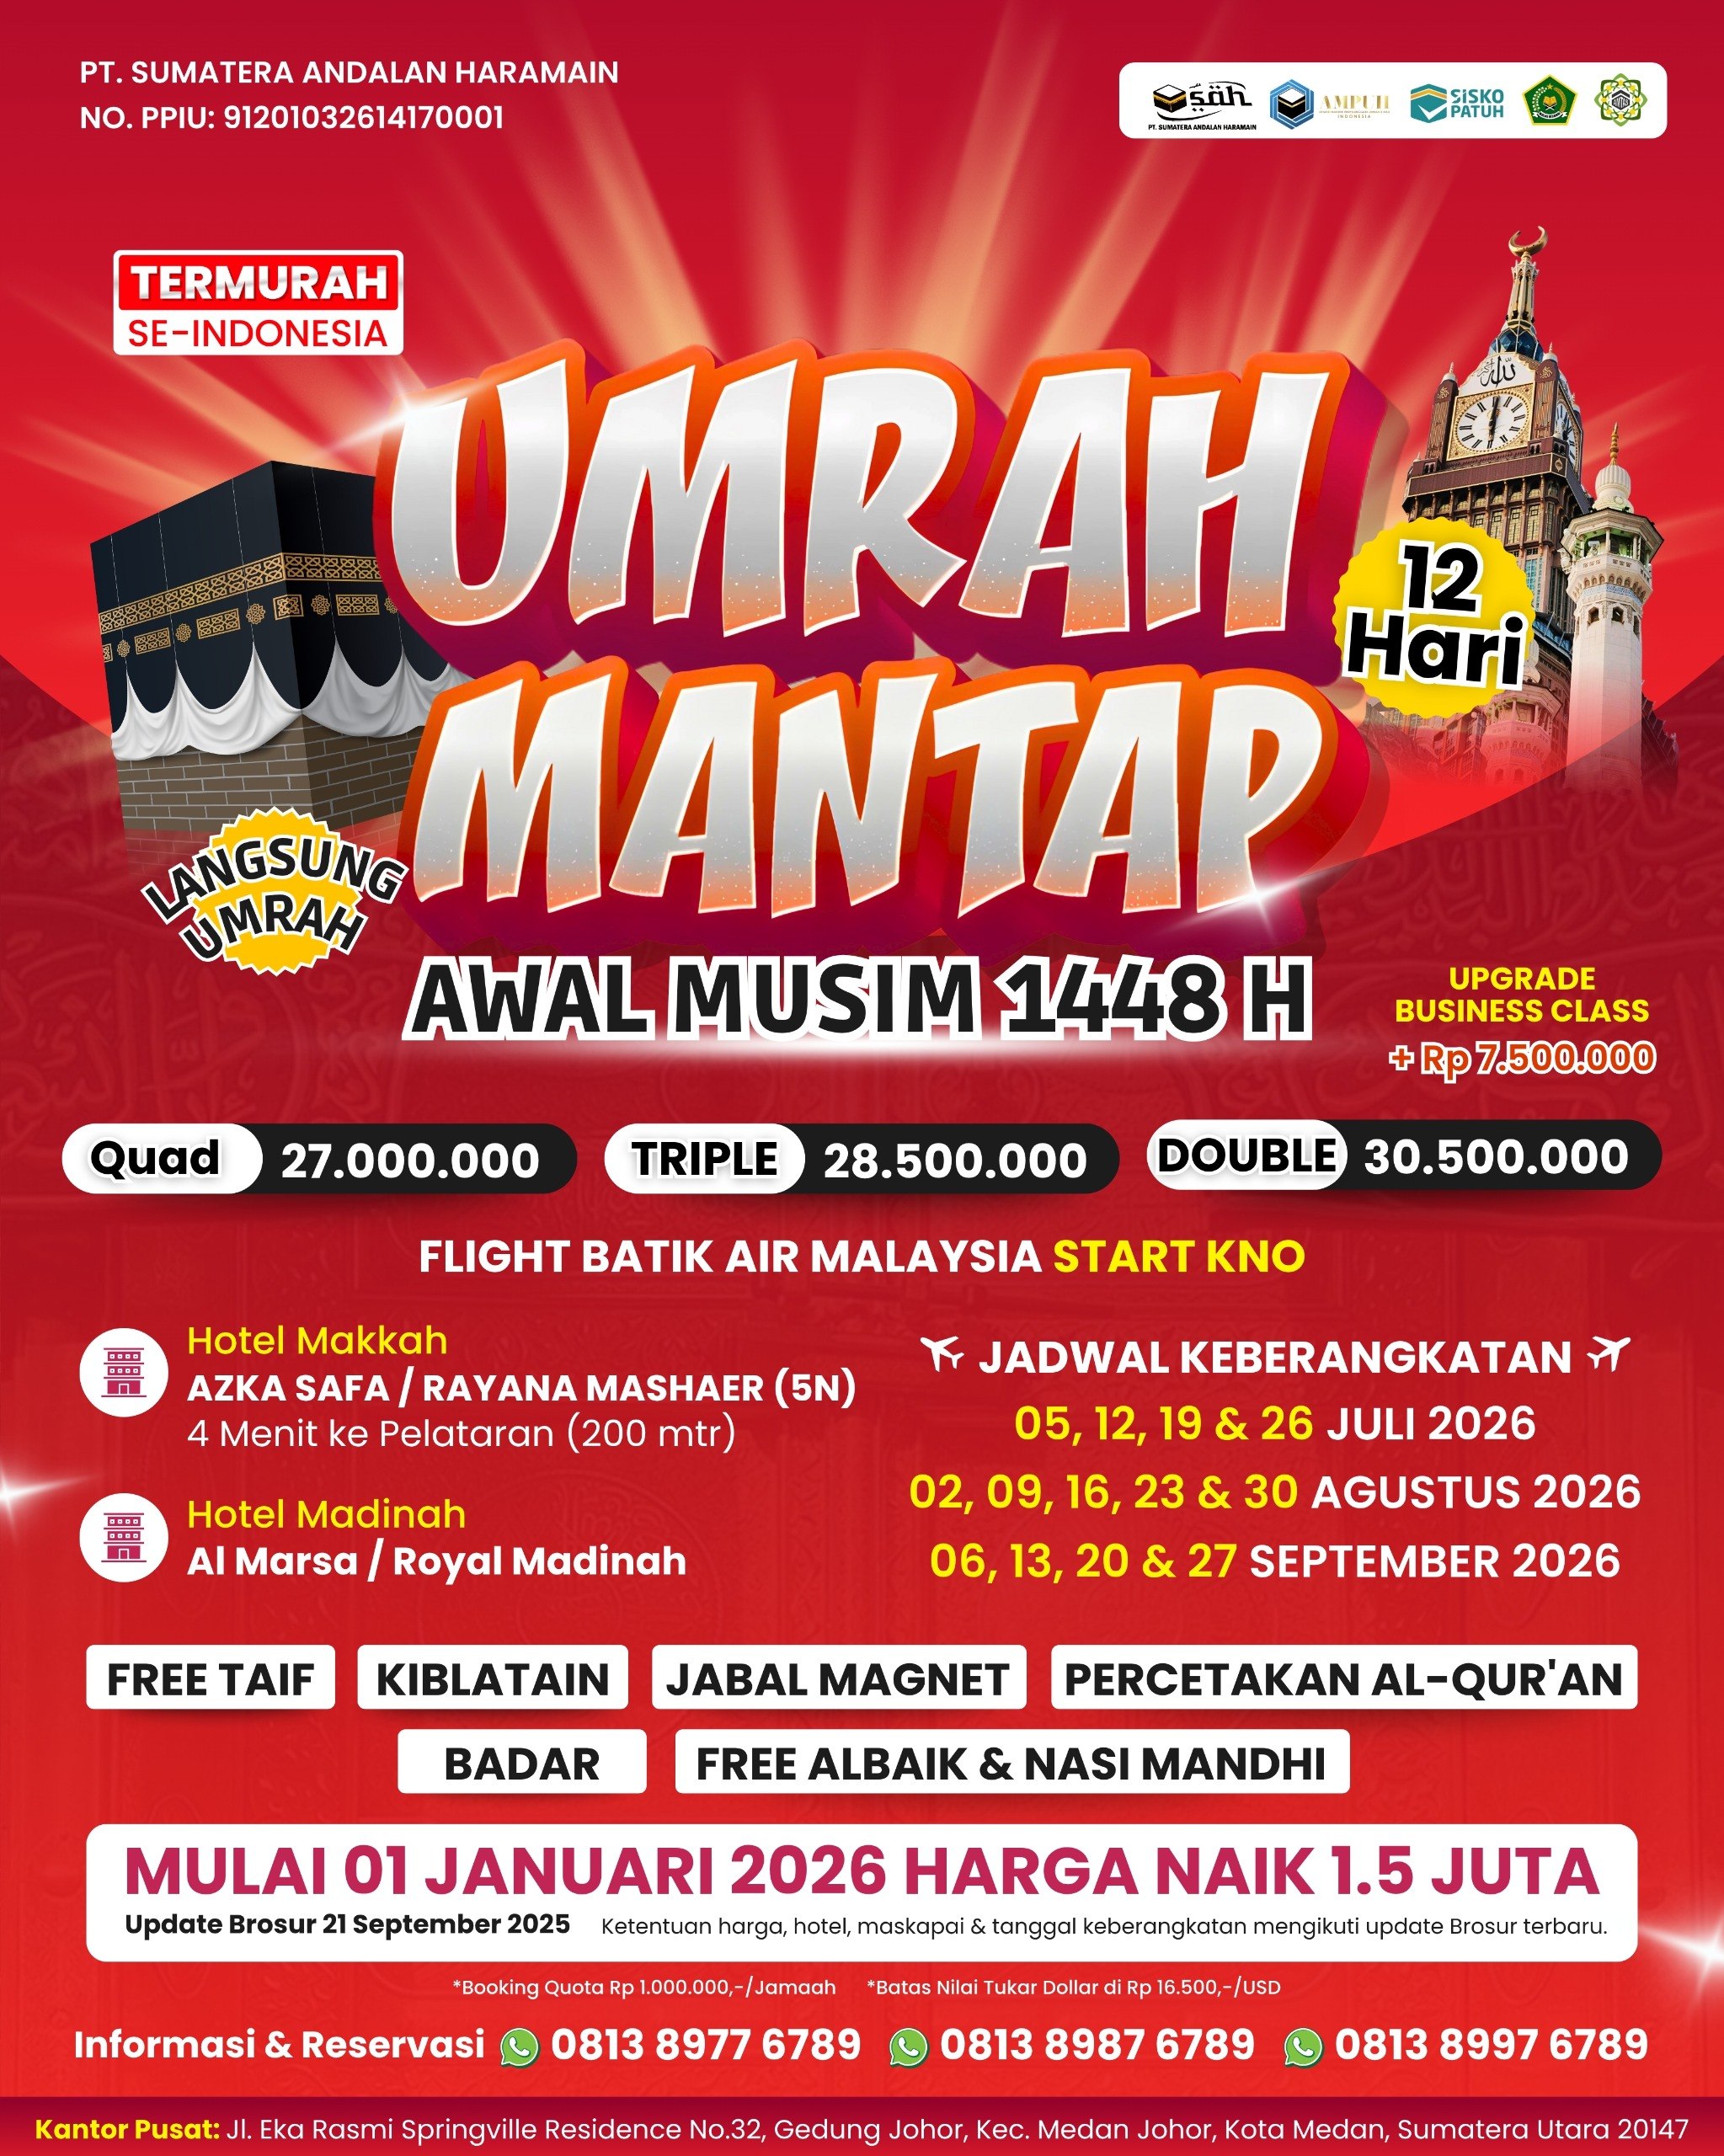 PT. SUMATERA ANDALAN HARAMAIN
NO. PPIU: 91201032614170001
sah
PT. SUMATERA ANDALAN HARAMAIN
AMPUH
INDONESIA
SISKO
PATUH
TERMURAH
SE-INDONESIA
UMRAH
MANTAP
12
Hari
LANGSUNG
UMRAH
AWAL MUSIM 1448 H
UPGRADE
BUSINESS CLASS
+ Rp 7.500.000
Quad 27.000.000
TRIPLE 28.500.000
DOUBLE 30.500.000
FLIGHT BATIK AIR MALAYSIA START KNO
Hotel Makkah
AZKA SAFA / RAYANA MASHAER (5N)
4 Menit ke Pelataran (200 mtr)
Hotel Madinah
Al Marsa / Royal Madinah
JADWAL KEBERANGKATAN
05, 12, 19 & 26 JULI 2026
02, 09, 16, 23 & 30 AGUSTUS 2026
06, 13, 20 & 27 SEPTEMBER 2026
FREE TAIF
KIBLATAIN
JABAL MAGNET
PERCETAKAN AL-QUR'AN
BADAR
FREE ALBAIK & NASI MANDHI
MULAI 01 JANUARI 2026 HARGA NAIK 1.5 JUTA
Update Brosur 21 September 2025 Ketentuan harga, hotel, maskapai & tanggal keberangkatan mengikuti update Brosur terbaru.
*Booking Quota Rp 1.000.000,-/Jamaah *Batas Nilai Tukar Dollar di Rp 16.500,-/USD
Informasi & Reservasi 0813 8977 6789 0813 8987 6789 0813 8997 6789
Kantor Pusat: Jl. Eka Rasmi Springville Residence No.32, Gedung Johor, Kec. Medan Johor, Kota Medan, Sumatera Utara 20147